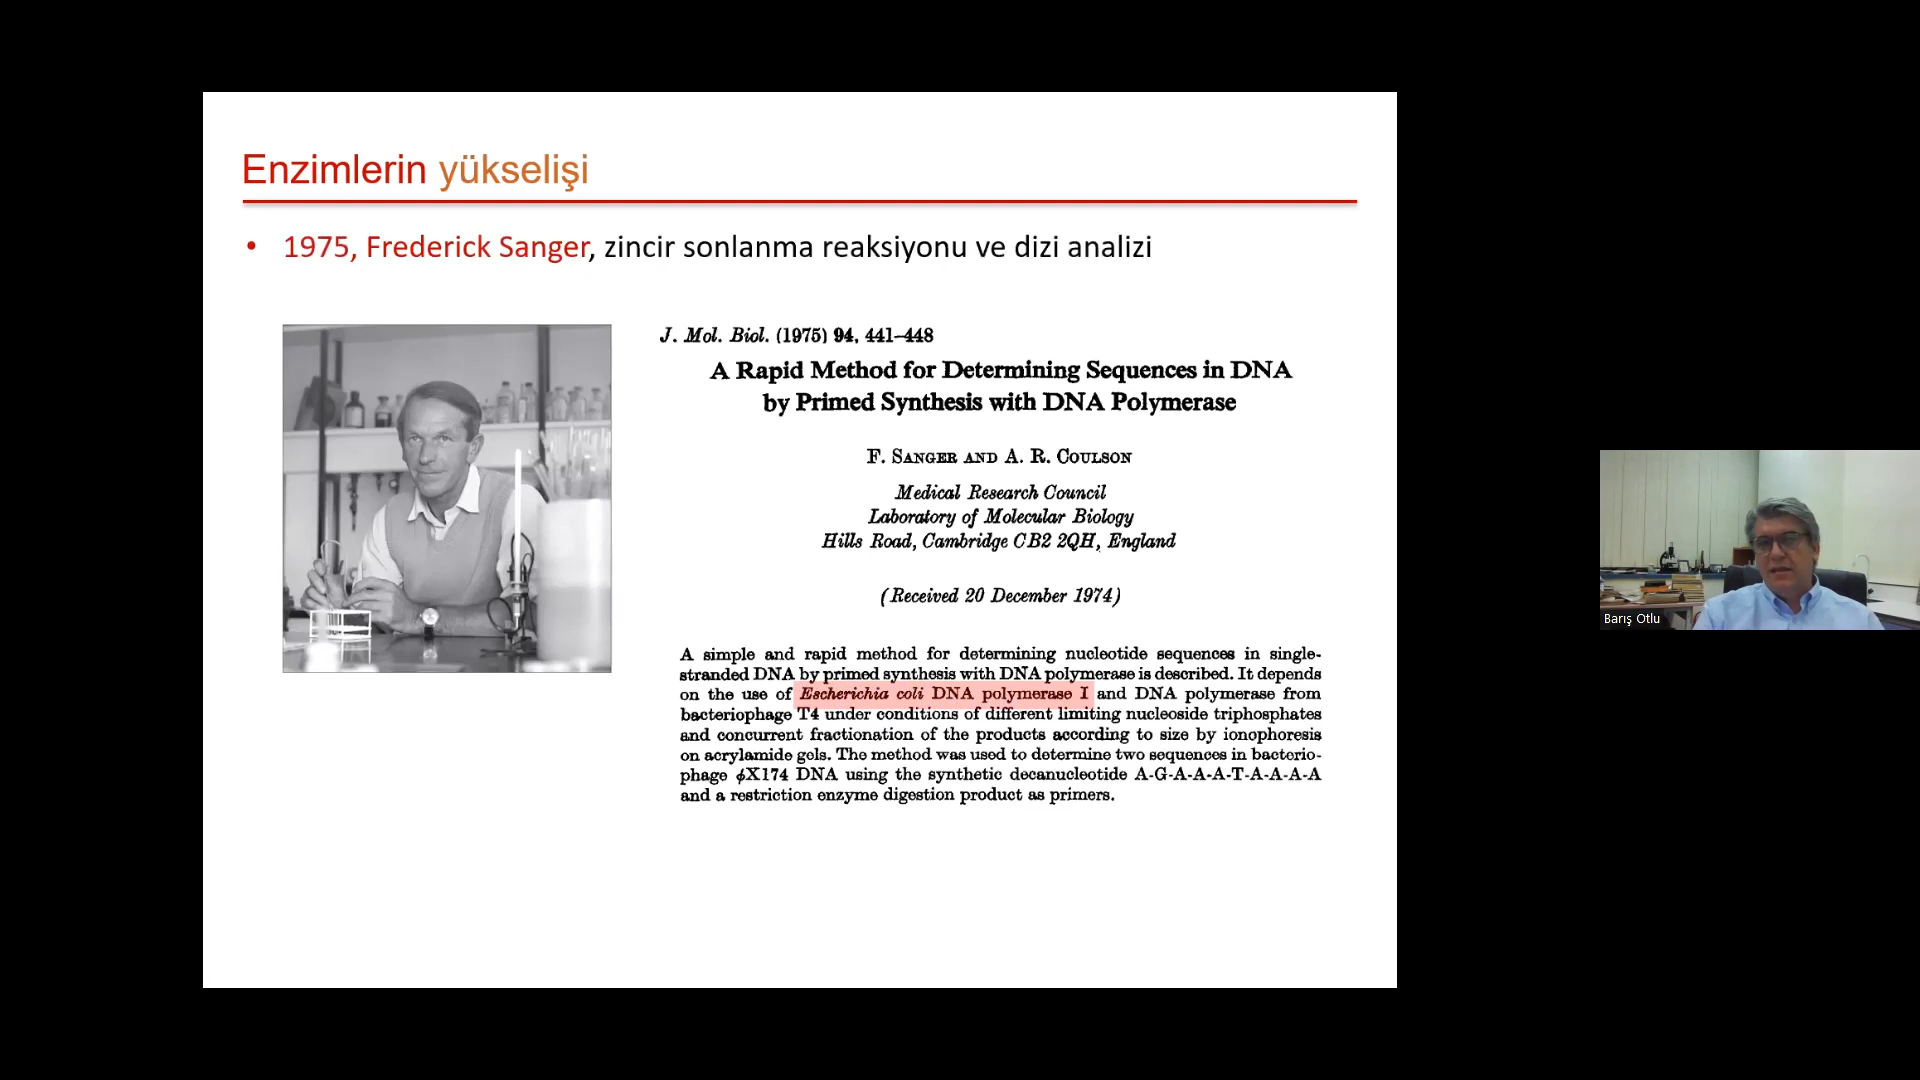 Enzimlerin yükselişi
• 1975, Frederick Sanger, zincir sonlanma reaksiyonu ve dizi analizi
J. Mol. Biol. (1975) 94, 441–448
A Rapid Method for Determining Sequences in DNA
by Primed Synthesis with DNA Polymerase
F. SANGER AND A. R. COULSON
Medical Research Council
Laboratory of Molecular Biology
Hills Road, Cambridge CB2 2QH, England
(Received 20 December 1974)
A simple and rapid method for determining nucleotide sequences in single-
stranded DNA by primed synthesis with DNA polymerase is described. It depends
on the use of Escherichia coli DNA polymerase I and DNA polymerase from
bacteriophage T4 under conditions of different limiting nucleoside triphosphates
and concurrent fractionation of the products according to size by ionophoresis
on acrylamide gels. The method was used to determine two sequences in bacterio-
phage ϕX174 DNA using the synthetic decanucleotide A-G-A-A-A-T-A-A-A-A
and a restriction enzyme digestion product as primers.
Barış Otlu